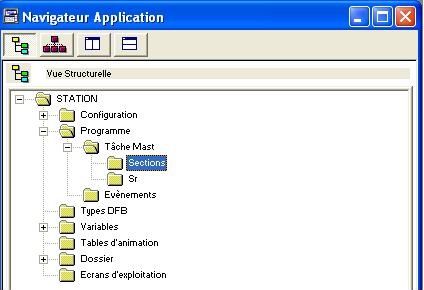 Navigateur Application
Vue Structurelle
STATION
Configuration
Programme
Tâche Mast
Sections
Sr
Evènements
Types DFB
Variables
Tables d'animation
Dossier
Ecrans d'exploitation